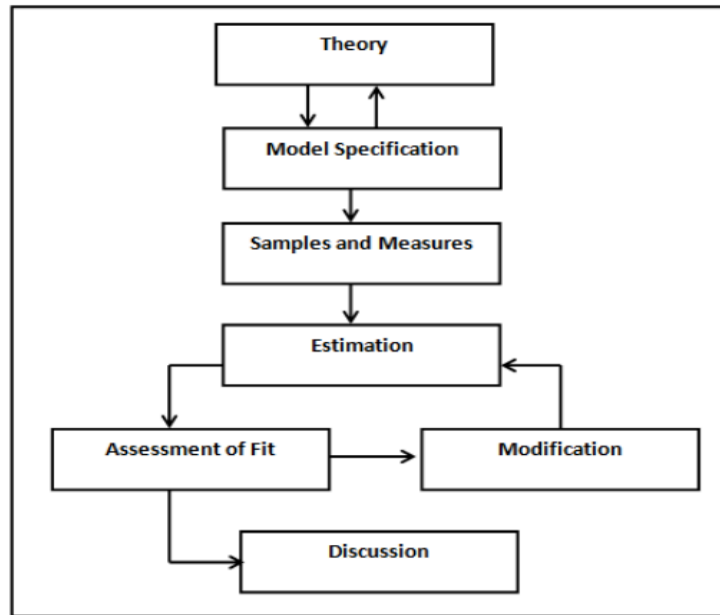 Theory
Model Specification
Samples and Measures
Estimation
Assessment of Fit
Modification
Discussion